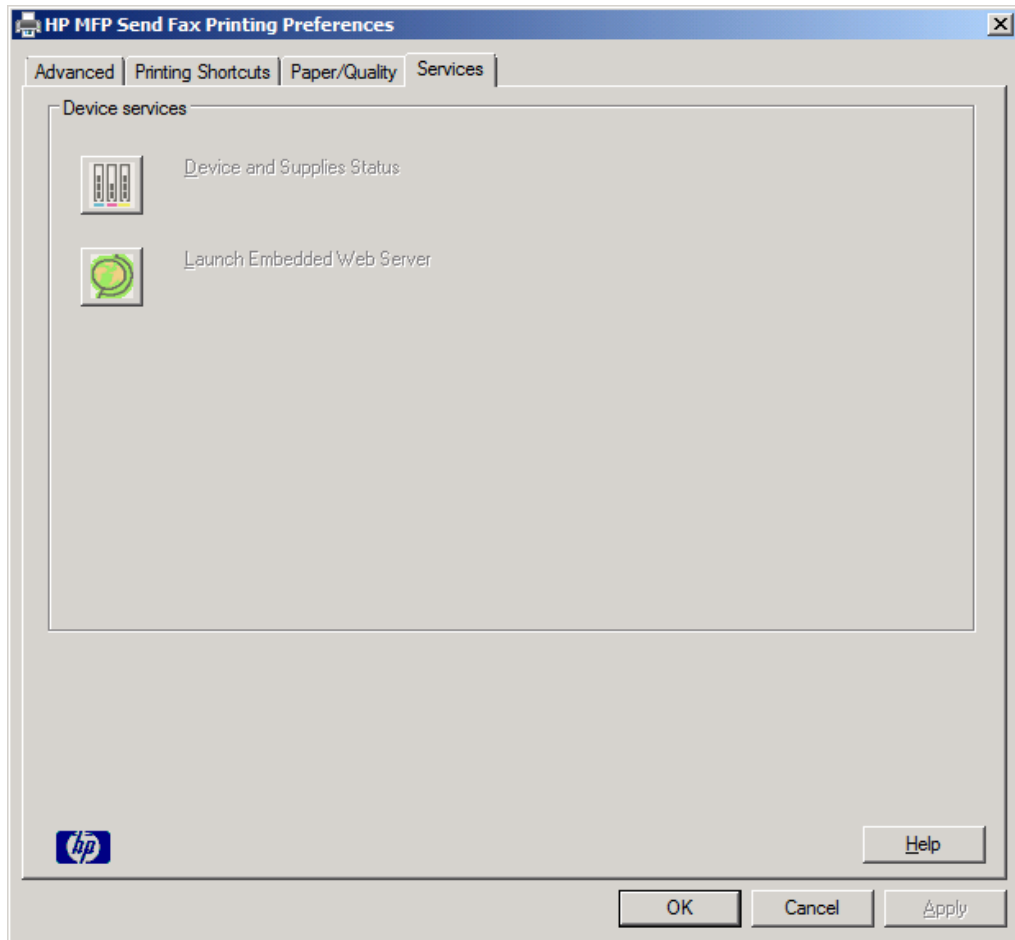 HP MFP Send Fax Printing Preferences
Advanced Printing Shortcuts Paper/Quality Services
Device services
Device and Supplies Status
Launch Embedded Web Server
hp
Help
OK Cancel Apply